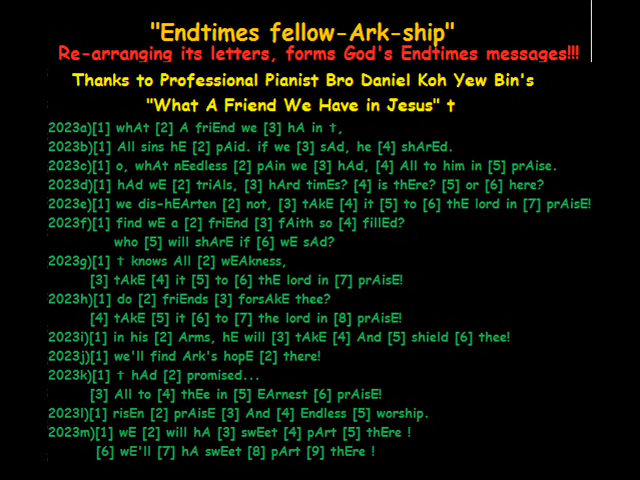 "Endtimes fellow-Ark-ship"
Re-arranging its letters, forms God's Endtimes messages!!!
Thanks to Professional Pianist Bro Daniel Koh Yew Bin's
"What A Friend We Have in Jesus" †
2023a)[1] whAt [2] A friEnd we [3] hA in †,
2023b)[1] All sins hE [2] pAid. if we [3] sAd, he [4] shArEd.
2023c)[1] o, whAt nEedless [2] pAin we [3] hAd, [4] All to him in [5] prAise.
2023d)[1] hAd wE [2] triAls, [3] hArd timEs? [4] is thEre? [5] or [6] here?
2023e)[1] we dis-hEArten [2] not, [3] tAkE [4] it [5] to [6] thE lord in [7] prAisE!
2023f)[1] find wE a [2] friEnd [3] fAith so [4] fillEd?
who [5] will shArE if [6] wE sAd?
2023g)[1] † knows All [2] wEAkness,
[3] tAkE [4] it [5] to [6] thE lord in [7] prAisE!
2023h)[1] do [2] friEnds [3] forsAkE thee?
[4] tAkE [5] it [6] to [7] the lord in [8] prAisE!
2023i)[1] in his [2] Arms, hE will [3] tAkE [4] And [5] shield [6] thee!
2023j)[1] we'll find Ark's hopE [2] there!
2023k)[1] † hAd [2] promised...
[3] All to [4] thEe in [5] EArnest [6] prAisE!
2023l)[1] risEn [2] prAisE [3] And [4] Endless [5] worship.
2023m)[1] wE [2] will hA [3] swEet [4] pArt [5] thEre !
[6] wE'll [7] hA swEet [8] pArt [9] thEre !